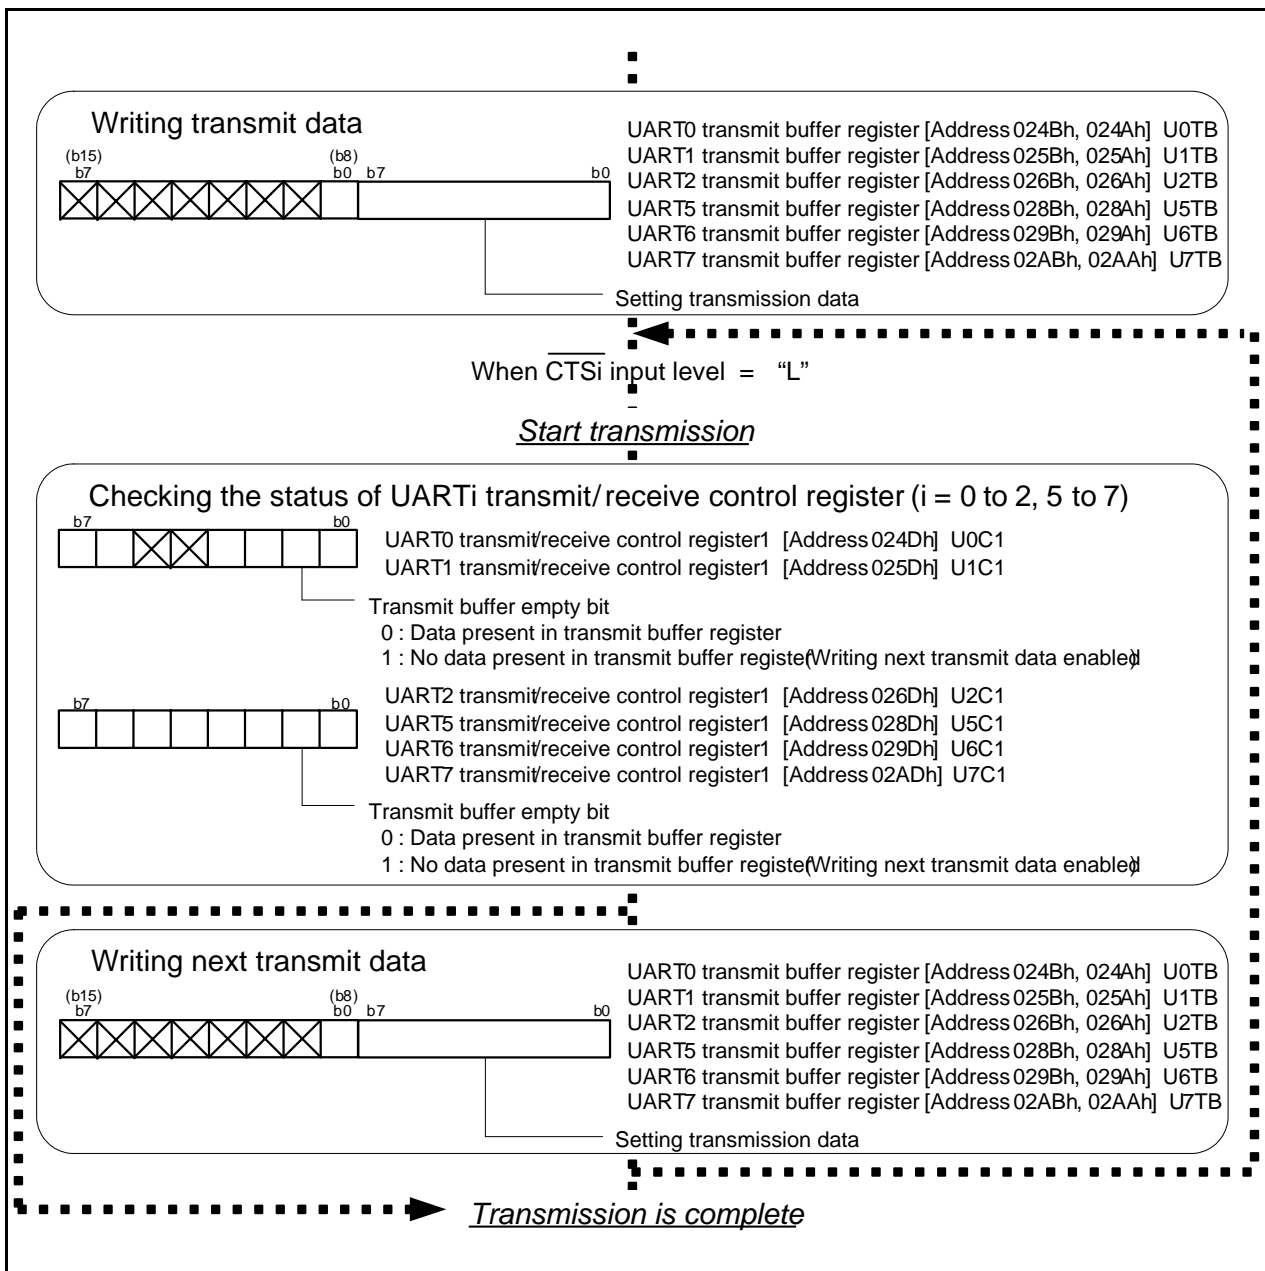 Writing transmit data
(b15) (b8)
b7 b0 b7 b0
UART0 transmit buffer register [Address 024Bh, 024Ah] U0TB
UART1 transmit buffer register [Address 025Bh, 025Ah] U1TB
UART2 transmit buffer register [Address 026Bh, 026Ah] U2TB
UART5 transmit buffer register [Address 028Bh, 028Ah] U5TB
UART6 transmit buffer register [Address 029Bh, 029Ah] U6TB
UART7 transmit buffer register [Address 02ABh, 02AAh] U7TB
Setting transmission data
When CTSi input level = “L”
Start transmission
Checking the status of UARTi transmit/receive control register (i = 0 to 2, 5 to 7)
b7 b0
UART0 transmit/receive control register1 [Address 024Dh] U0C1
UART1 transmit/receive control register1 [Address 025Dh] U1C1
Transmit buffer empty bit
0 : Data present in transmit buffer register
1 : No data present in transmit buffer register(Writing next transmit data enabled)
b7 b0
UART2 transmit/receive control register1 [Address 026Dh] U2C1
UART5 transmit/receive control register1 [Address 028Dh] U5C1
UART6 transmit/receive control register1 [Address 029Dh] U6C1
UART7 transmit/receive control register1 [Address 02ADh] U7C1
Transmit buffer empty bit
0 : Data present in transmit buffer register
1 : No data present in transmit buffer register(Writing next transmit data enabled)
Writing next transmit data
(b15) (b8)
b7 b0 b7 b0
UART0 transmit buffer register [Address 024Bh, 024Ah] U0TB
UART1 transmit buffer register [Address 025Bh, 025Ah] U1TB
UART2 transmit buffer register [Address 026Bh, 026Ah] U2TB
UART5 transmit buffer register [Address 028Bh, 028Ah] U5TB
UART6 transmit buffer register [Address 029Bh, 029Ah] U6TB
UART7 transmit buffer register [Address 02ABh, 02AAh] U7TB
Setting transmission data
Transmission is complete